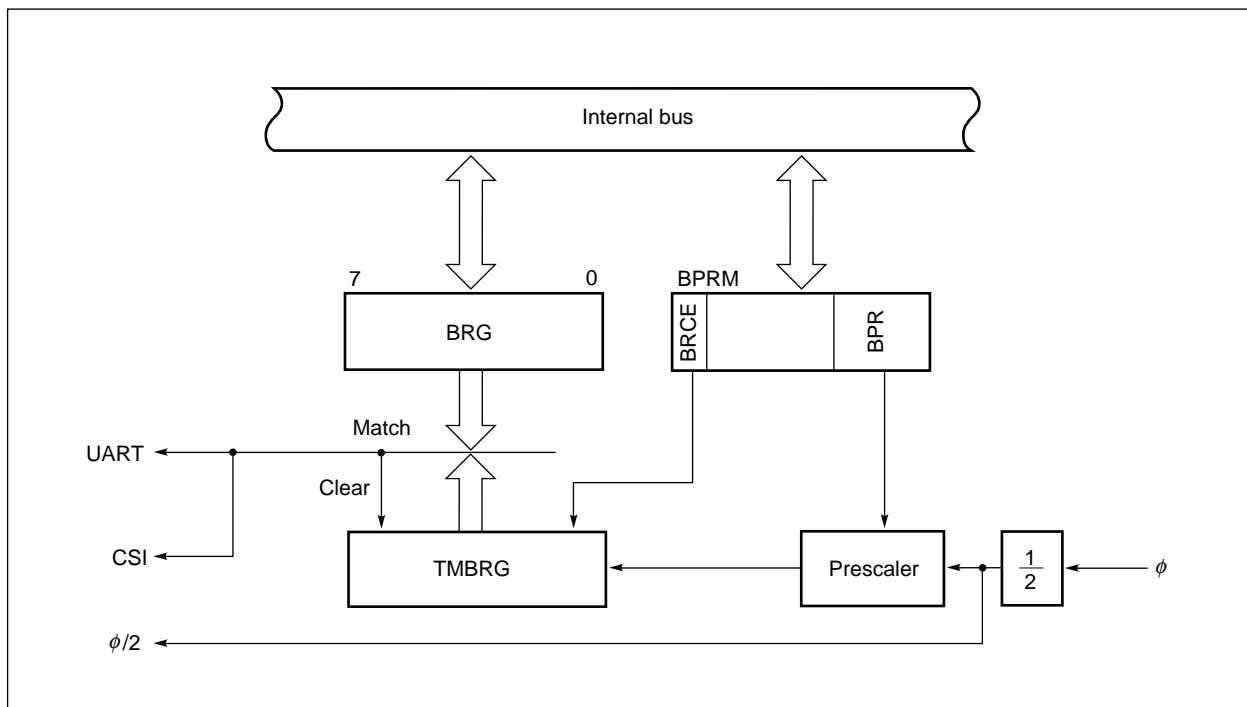 Internal bus
7
0
BPRM
BRG
BRCE
BPR
Match
UART
Clear
CSI
TMBRG
Prescaler
1
2
ϕ
ϕ/2